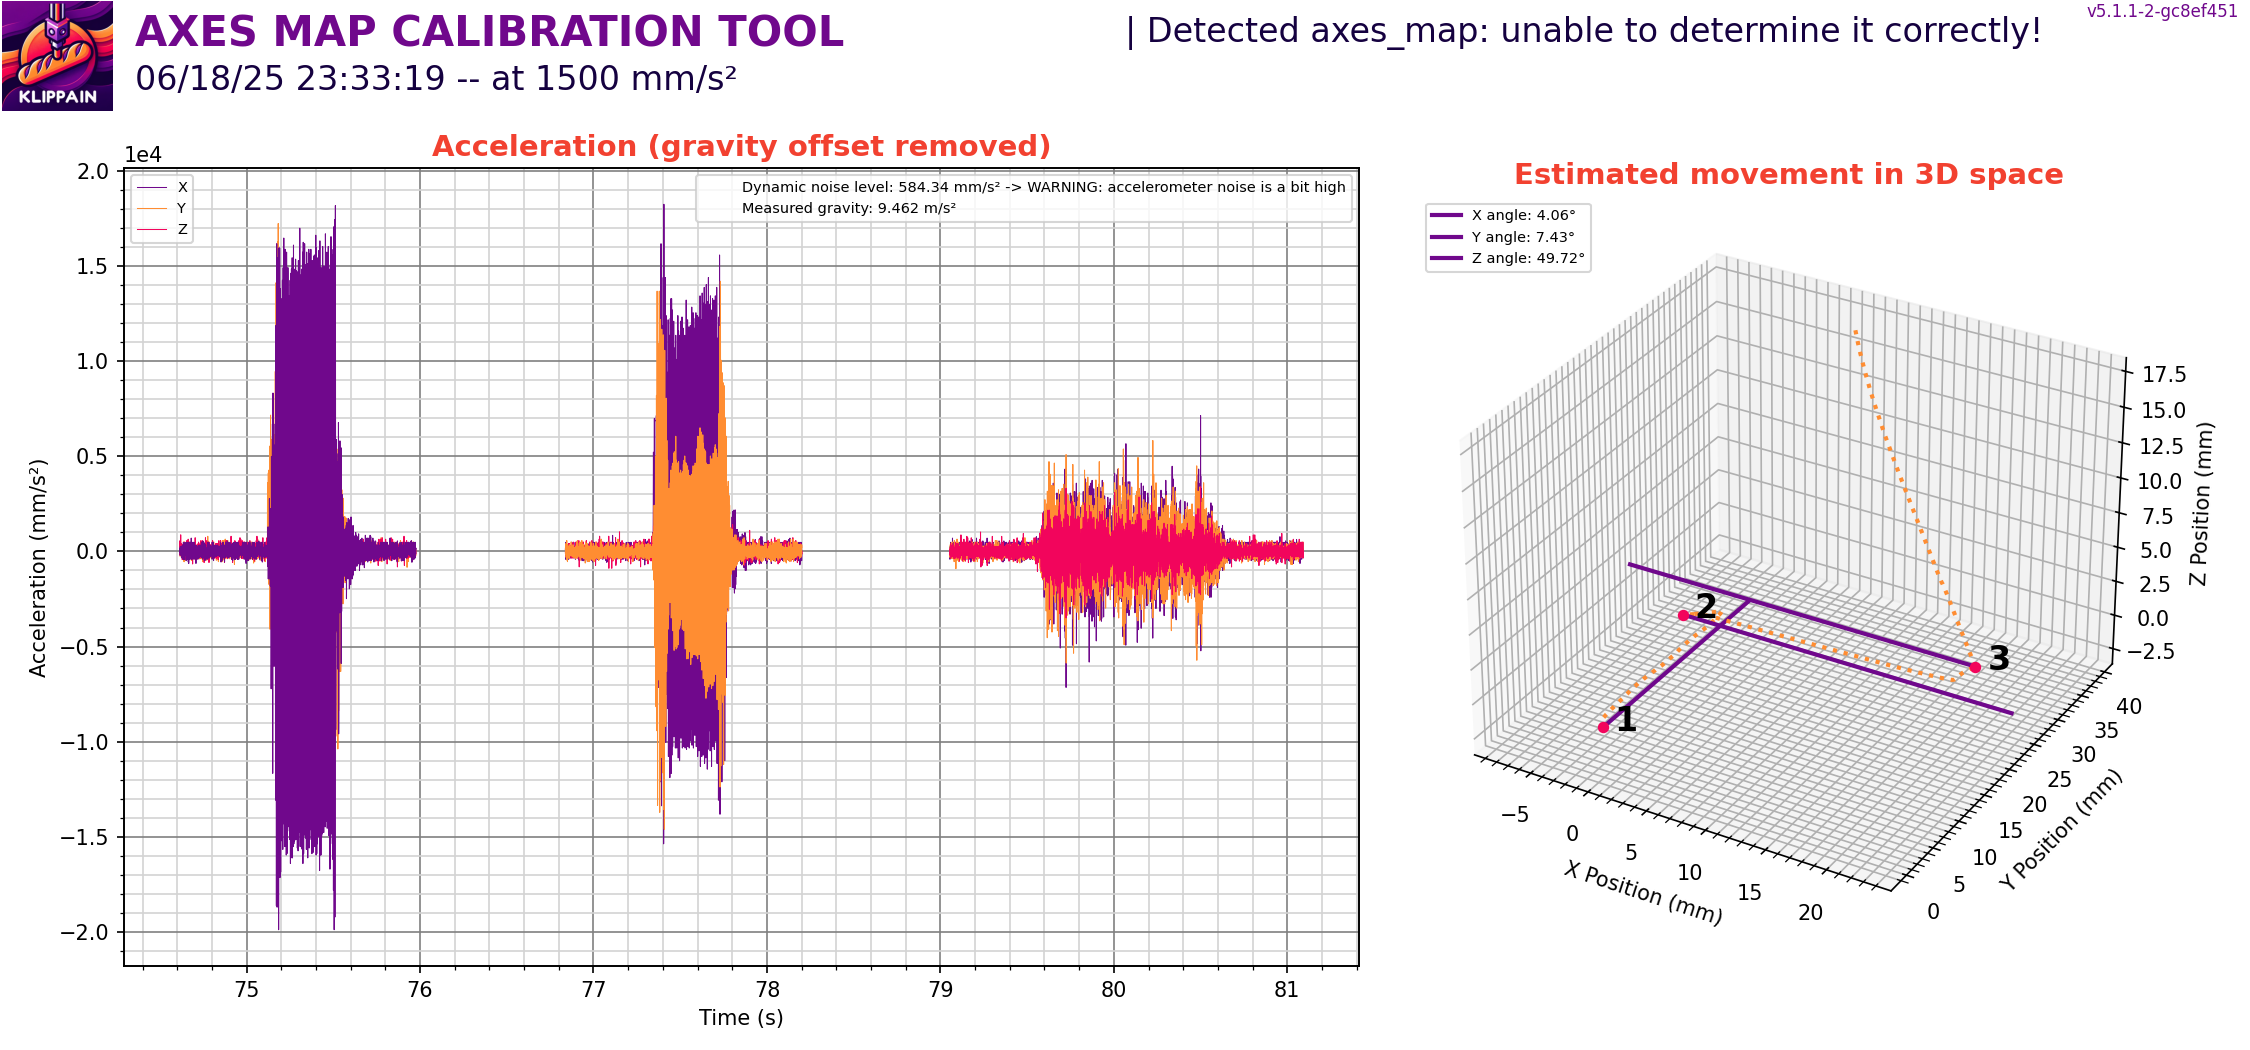 AXES MAP CALIBRATION TOOL
| Detected axes_map: unable to determine it correctly!
v5.1.1-2-gc8ef451
06/18/25 23:33:19 -- at 1500 mm/s²
KLIPPAIN
Acceleration (gravity offset removed)
1e4
X
Y
Z
Dynamic noise level: 584.34 mm/s² -> WARNING: accelerometer noise is a bit high
Measured gravity: 9.462 m/s²
2.0
1.5
1.0
0.5
0.0
−0.5
−1.0
−1.5
−2.0
Acceleration (mm/s²)
75
76
77
78
79
80
81
Time (s)
Estimated movement in 3D space
X angle: 4.06°
Y angle: 7.43°
Z angle: 49.72°
1
2
3
17.5
15.0
12.5
10.0
7.5
5.0
2.5
0.0
−2.5
Z Position (mm)
−5
0
5
10
15
20
X Position (mm)
0
5
10
15
20
25
30
35
40
Y Position (mm)